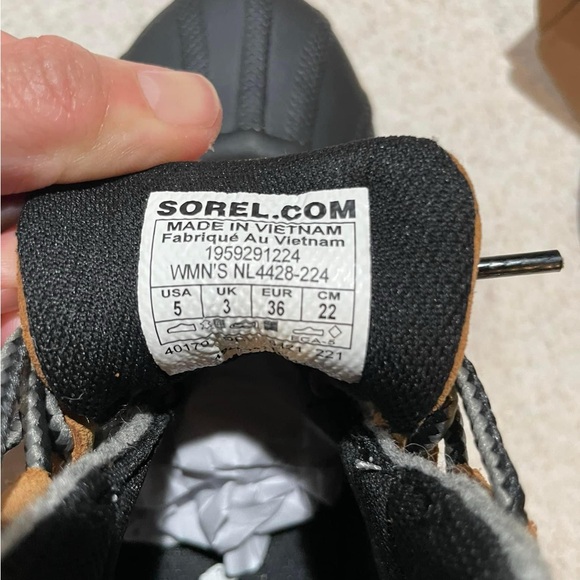 SOREL.COM
MADE IN VIETNAM
Fabriqué Au Vietnam
1959291224
WMN'S NL4428-224
USA UK EUR CM
5 3 36 22
221